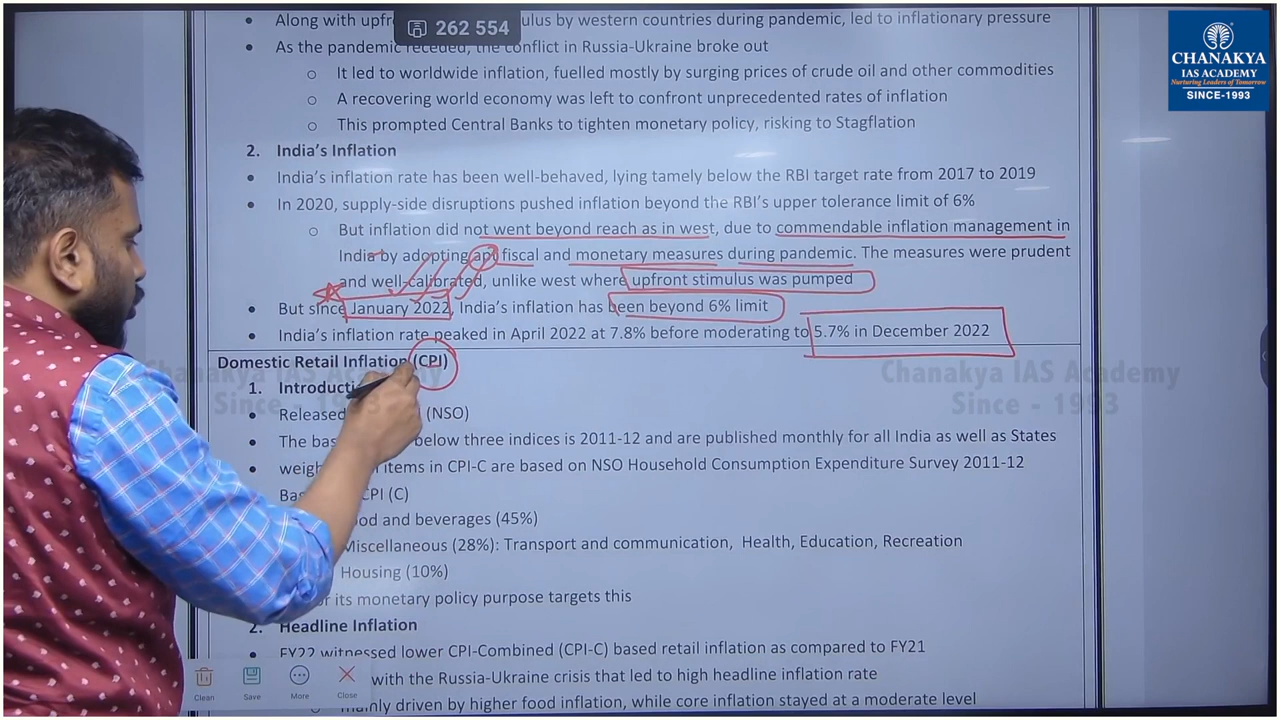 Along with upfr ulus by western countries during pandemic, led to inflationary pressure
262 554
As the pandemic receded, the conflict in Russia-Ukraine broke out
It led to worldwide inflation, fuelled mostly by surging prices of crude oil and other commodities
A recovering world economy was left to confront unprecedented rates of inflation
This prompted Central Banks to tighten monetary policy, risking to Stagflation
2. India's Inflation
India's inflation rate has been well-behaved, lying tamely below the RBI target rate from 2017 to 2019
In 2020, supply-side disruptions pushed inflation beyond the RBI's upper tolerance limit of 6%
But inflation did not went beyond reach as in west, due to commendable inflation management in
India by adopting apt fiscal and monetary measures during pandemic. The measures were prudent
and well-calibrated, unlike west where upfront stimulus was pumped
But since January 2022, India's inflation has been beyond 6% limit
India's inflation rate peaked in April 2022 at 7.8% before moderating to 5.7% in December 2022
Domestic Retail Inflation (CPI)
1. Introducti
Released (NSO)
The bas below three indices is 2011-12 and are published monthly for all India as well as States
weigh items in CPI-C are based on NSO Household Consumption Expenditure Survey 2011-12
Bas CPI (C)
ood and beverages (45%)
Miscellaneous (28%): Transport and communication, Health, Education, Recreation
Housing (10%)
or its monetary policy purpose targets this
2. Headline Inflation
FY22 witnessed lower CPI-Combined (CPI-C) based retail inflation as compared to FY21
with the Russia-Ukraine crisis that led to high headline inflation rate
mainly driven by higher food inflation, while core inflation stayed at a moderate level
Clean Save More Close
CHANAKYA
IAS ACADEMY
Nurturing Leaders of Tomorrow
SINCE-1993
Chanakya IAS Academy
Since - 1993
Chanakya IAS Academy
Since - 1993